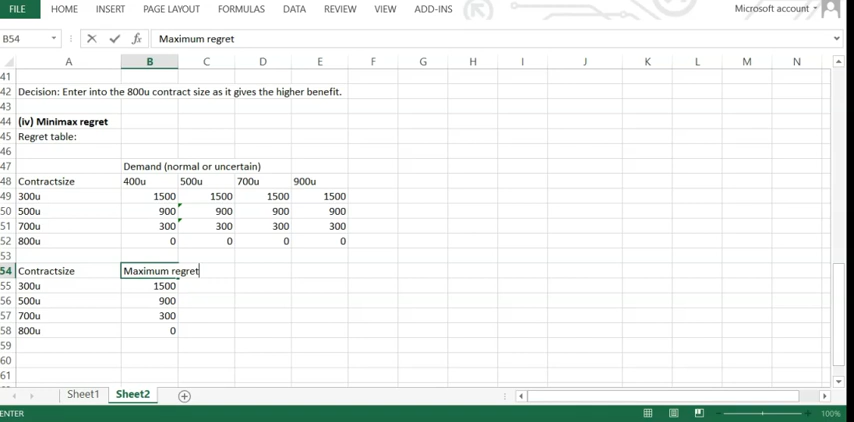 FILE HOME INSERT PAGE LAYOUT FORMULAS DATA REVIEW VIEW ADD-INS Microsoft account
B54 fx Maximum regret
A B C D E F G H I J K L M N
41
42 Decision: Enter into the 800u contract size as it gives the higher benefit.
43
44 (iv) Minimax regret
45 Regret table:
46
47 Demand (normal or uncertain)
48 Contractsize 400u 500u 700u 900u
49 300u 1500 1500 1500 1500
50 500u 900 900 900 900
51 700u 300 300 300 300
52 800u 0 0 0 0
53
54 Contractsize Maximum regret
55 300u 1500
56 500u 900
57 700u 300
58 800u 0
59
60
61
Sheet1 Sheet2
ENTER 100%